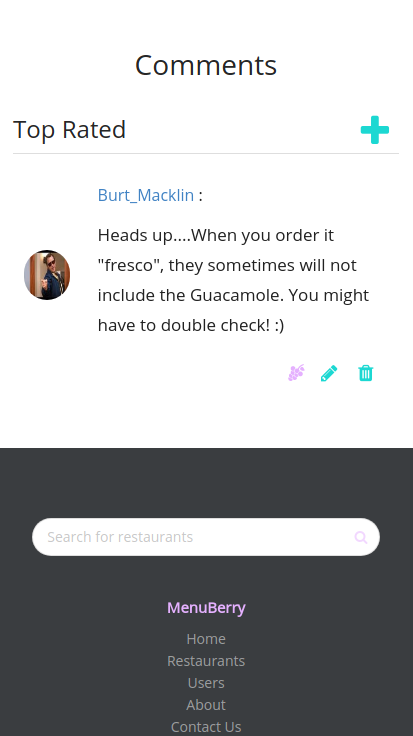 Comments
Top Rated
Burt_Macklin :
Heads up....When you order it
"fresco", they sometimes will not
include the Guacamole. You might
have to double check! :)
Search for restaurants
MenuBerry
Home
Restaurants
Users
About
Contact Us